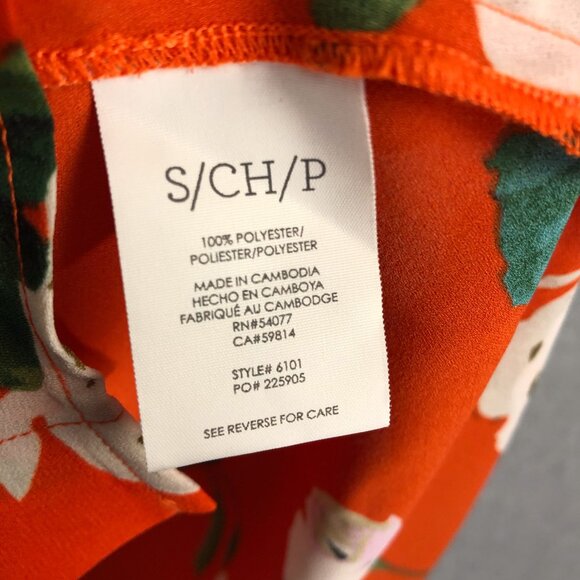 S/CH/P
100% POLYESTER/
POLIESTER/POLYESTER
MADE IN CAMBODIA
HECHO EN CAMBOYA
FABRIQUÉ AU CAMBODGE
RN#54077
CA#59814
STYLE# 6101
PO# 225905
SEE REVERSE FOR CARE